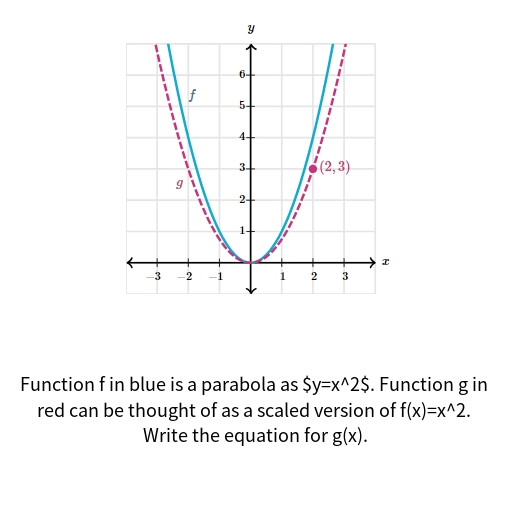 y
6
f
5
4
3
(2, 3)
g
2
1
x
−3 −2 −1 1 2 3
Function f in blue is a parabola as $y=x^2$. Function g in
red can be thought of as a scaled version of f(x)=x^2.
Write the equation for g(x).